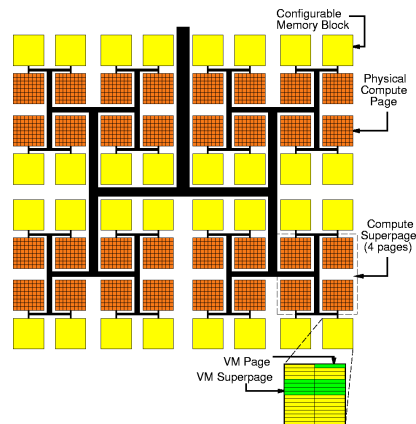 Configurable
Memory Block
Physical
Compute
Page
Compute
Superpage
(4 pages)
VM Page
VM Superpage